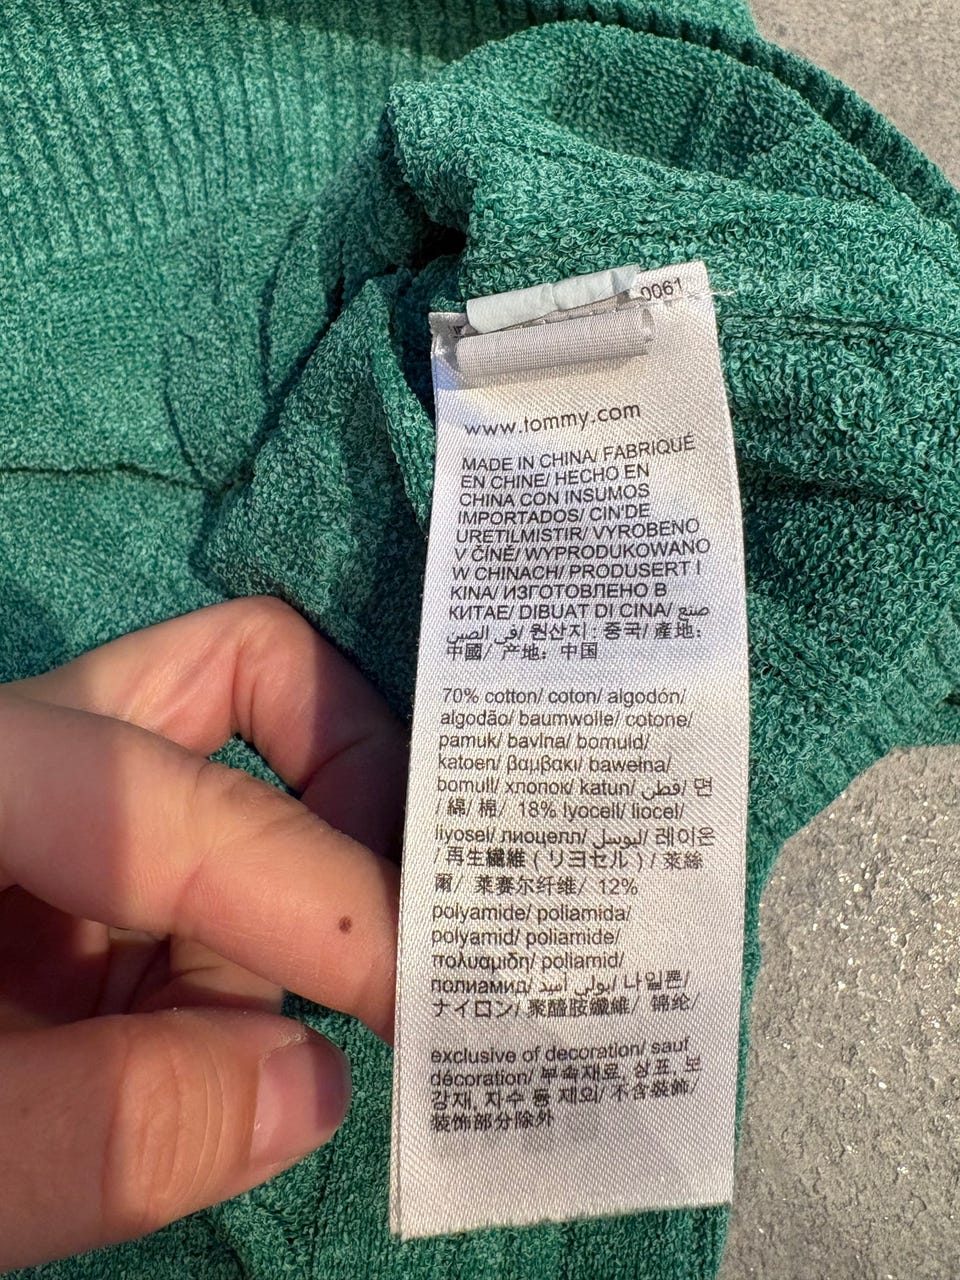 0061
www.tommy.com
MADE IN CHINA/ FABRIQUÉ
EN CHINE/ HECHO EN
CHINA CON INSUMOS
IMPORTADOS/ CIN'DE
URETILMISTIR/ VYROBENO
V ČÍNĚ/ WYPRODUKOWANO
W CHINACH/ PRODUSERT I
KINA/ ИЗГОТОВЛЕНО В
КИТАЕ/ DIBUAT DI CINA/ صنع
في الصين/ 원산지 : 중국/ 產地:
中國/ 产地: 中国
70% cotton/ coton/ algodón/
algodão/ baumwolle/ cotone/
pamuk/ bavlna/ bomuld/
katoen/ βαμβακι/ bawełna/
bomull/ хлопок/ katun/ قطن/ 면
/ 綿/ 棉/ 18% lyocell/ liocel/
liyosel/ лиоцелл/ ليوسل/ 레이온
/ 再生繊維 ( リヨセル ) / 萊絲
爾/ 莱赛尔纤维/ 12%
polyamide/ poliamida/
polyamid/ poliamide/
πολυαμιδη/ poliamid/
полиамид/ بولي أميد/ 나일론/
ナイロン/ 聚醯胺纖維/ 锦纶
exclusive of decoration/ sauf
décoration/ 부속재료, 상표, 보
강재, 자수 등 제외/ 不含裝飾/
装饰部分除外